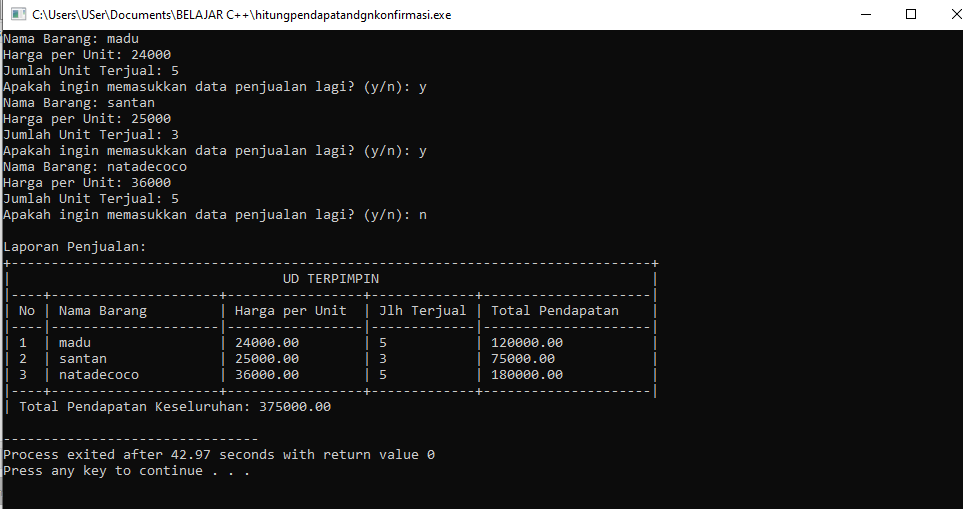 C:\Users\USer\Documents\BELAJAR C++\hitungpendapatandgnkonfirmasi.exe
Nama Barang: madu
Harga per Unit: 24000
Jumlah Unit Terjual: 5
Apakah ingin memasukkan data penjualan lagi? (y/n): y
Nama Barang: santan
Harga per Unit: 25000
Jumlah Unit Terjual: 3
Apakah ingin memasukkan data penjualan lagi? (y/n): y
Nama Barang: natadecoco
Harga per Unit: 36000
Jumlah Unit Terjual: 5
Apakah ingin memasukkan data penjualan lagi? (y/n): n
Laporan Penjualan:
+--------------------------------------------------------------------------------+
|                                  UD TERPIMPIN                                  |
|----+---------------------+-----------------+-------------+---------------------|
| No | Nama Barang         | Harga per Unit  | Jlh Terjual | Total Pendapatan    |
|----|---------------------|-----------------|-------------|---------------------|
| 1  | madu                | 24000.00        | 5           | 120000.00           |
| 2  | santan              | 25000.00        | 3           | 75000.00            |
| 3  | natadecoco          | 36000.00        | 5           | 180000.00           |
|----+---------------------+-----------------+-------------+---------------------|
| Total Pendapatan Keseluruhan: 375000.00
--------------------------------
Process exited after 42.97 seconds with return value 0
Press any key to continue . . .